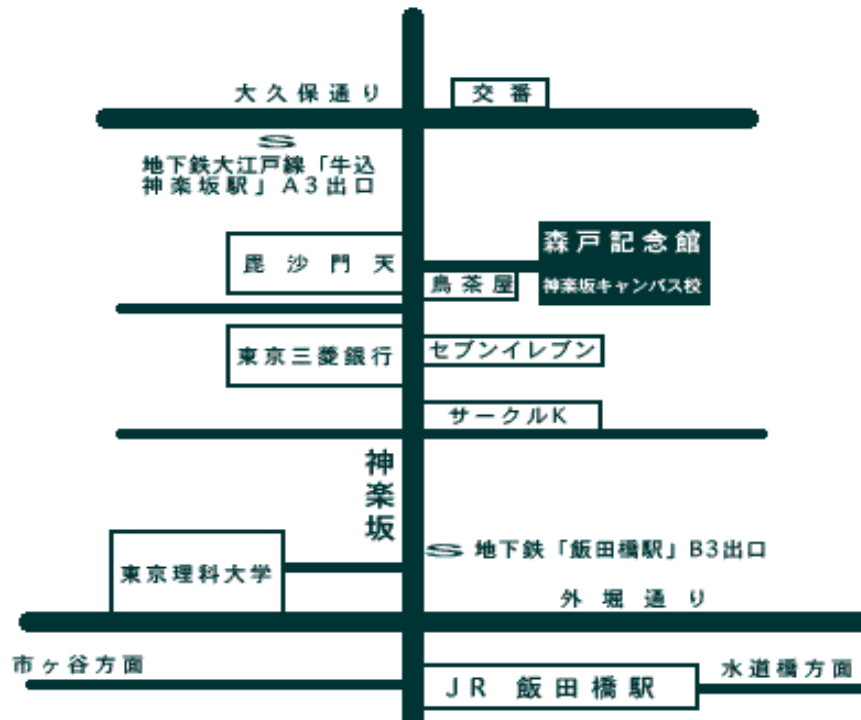 大久保通り
交番
地下鉄大江戸線「牛込
神楽坂駅」A3出口
森戸記念館
神楽坂キャンパス校
毘沙門天
鳥茶屋
東京三菱銀行
セブンイレブン
サークルK
神楽坂
地下鉄「飯田橋駅」B3出口
東京理科大学
外堀通り
市ヶ谷方面
JR 飯田橋駅
水道橋方面